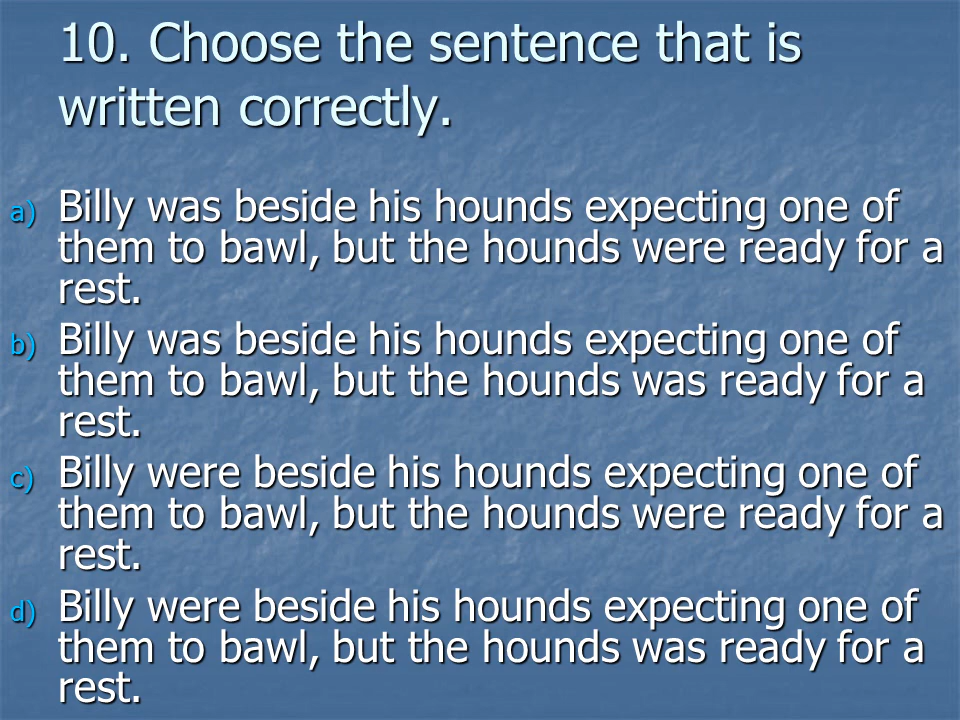 10. Choose the sentence that is
written correctly.
a) Billy was beside his hounds expecting one of
them to bawl, but the hounds were ready for a
rest.
b) Billy was beside his hounds expecting one of
them to bawl, but the hounds was ready for a
rest.
c) Billy were beside his hounds expecting one of
them to bawl, but the hounds were ready for a
rest.
d) Billy were beside his hounds expecting one of
them to bawl, but the hounds was ready for a
rest.